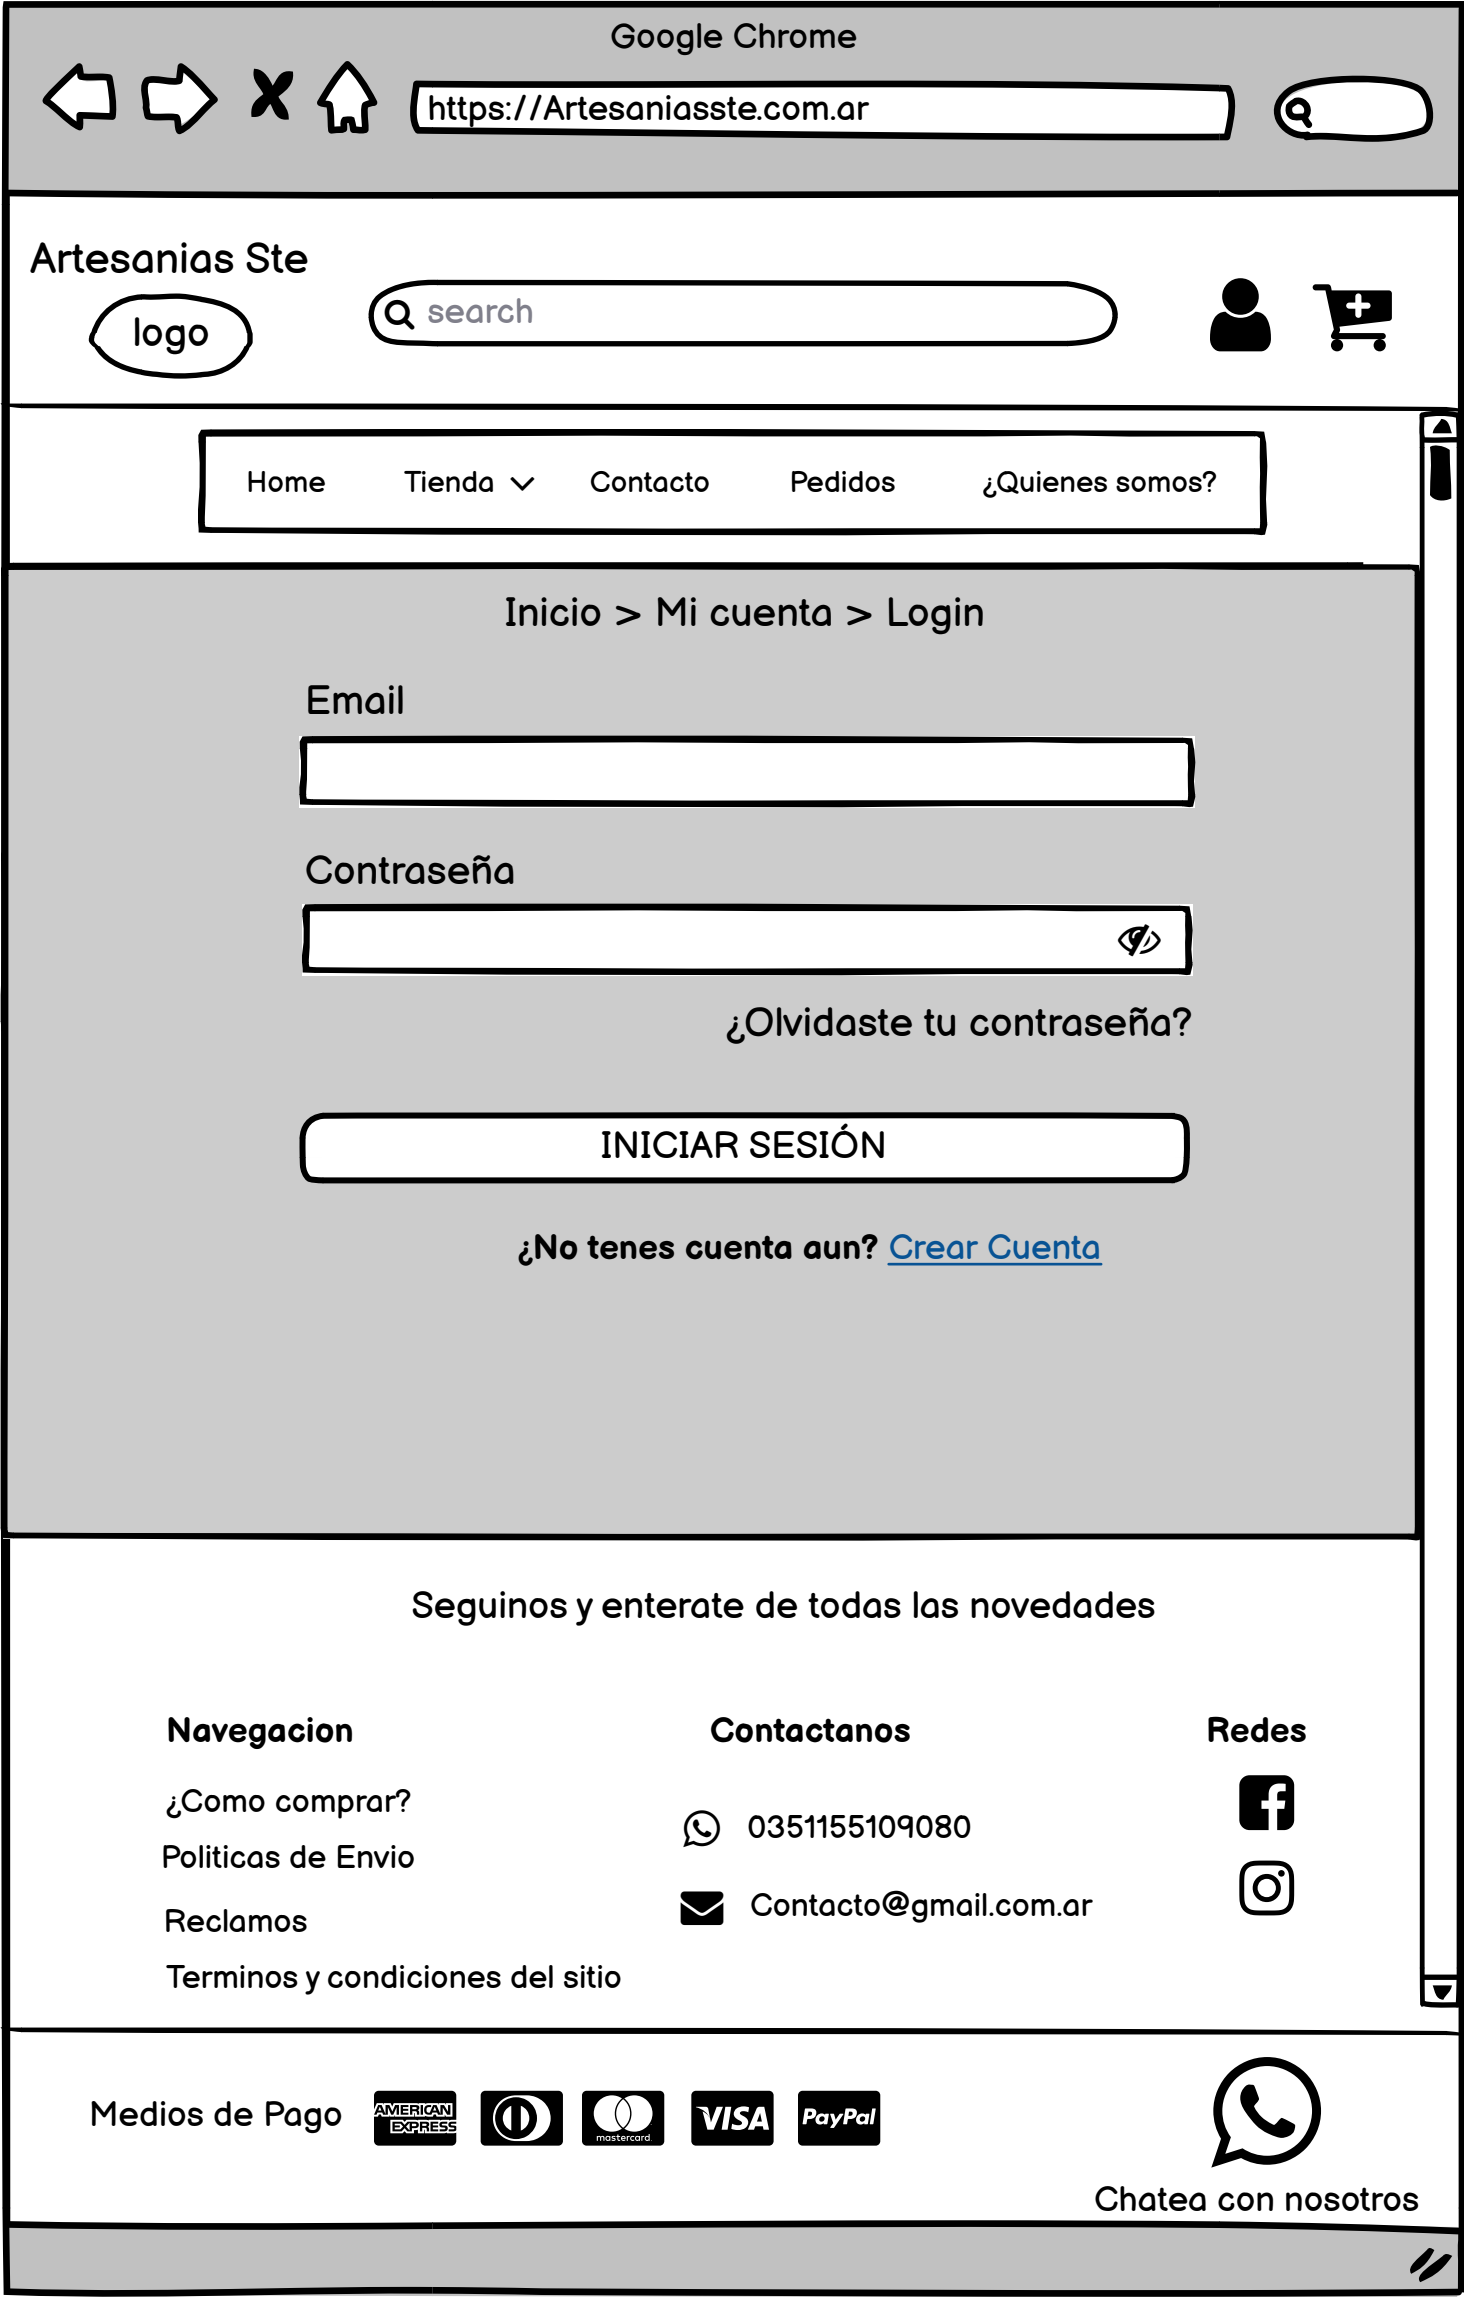 Google Chrome
https://Artesaniasste.com.ar
Artesanias Ste
logo
search
Home Tienda Contacto Pedidos ¿Quienes somos?
Inicio > Mi cuenta > Login
Email
Contraseña
¿Olvidaste tu contraseña?
INICIAR SESIÓN
¿No tenes cuenta aun? Crear Cuenta
Seguinos y enterate de todas las novedades
Navegacion
¿Como comprar?
Politicas de Envio
Reclamos
Terminos y condiciones del sitio
Contactanos
0351155109080
Contacto@gmail.com.ar
Redes
Medios de Pago
AMERICAN
EXPRESS
mastercard.
VISA
PayPal
Chatea con nosotros